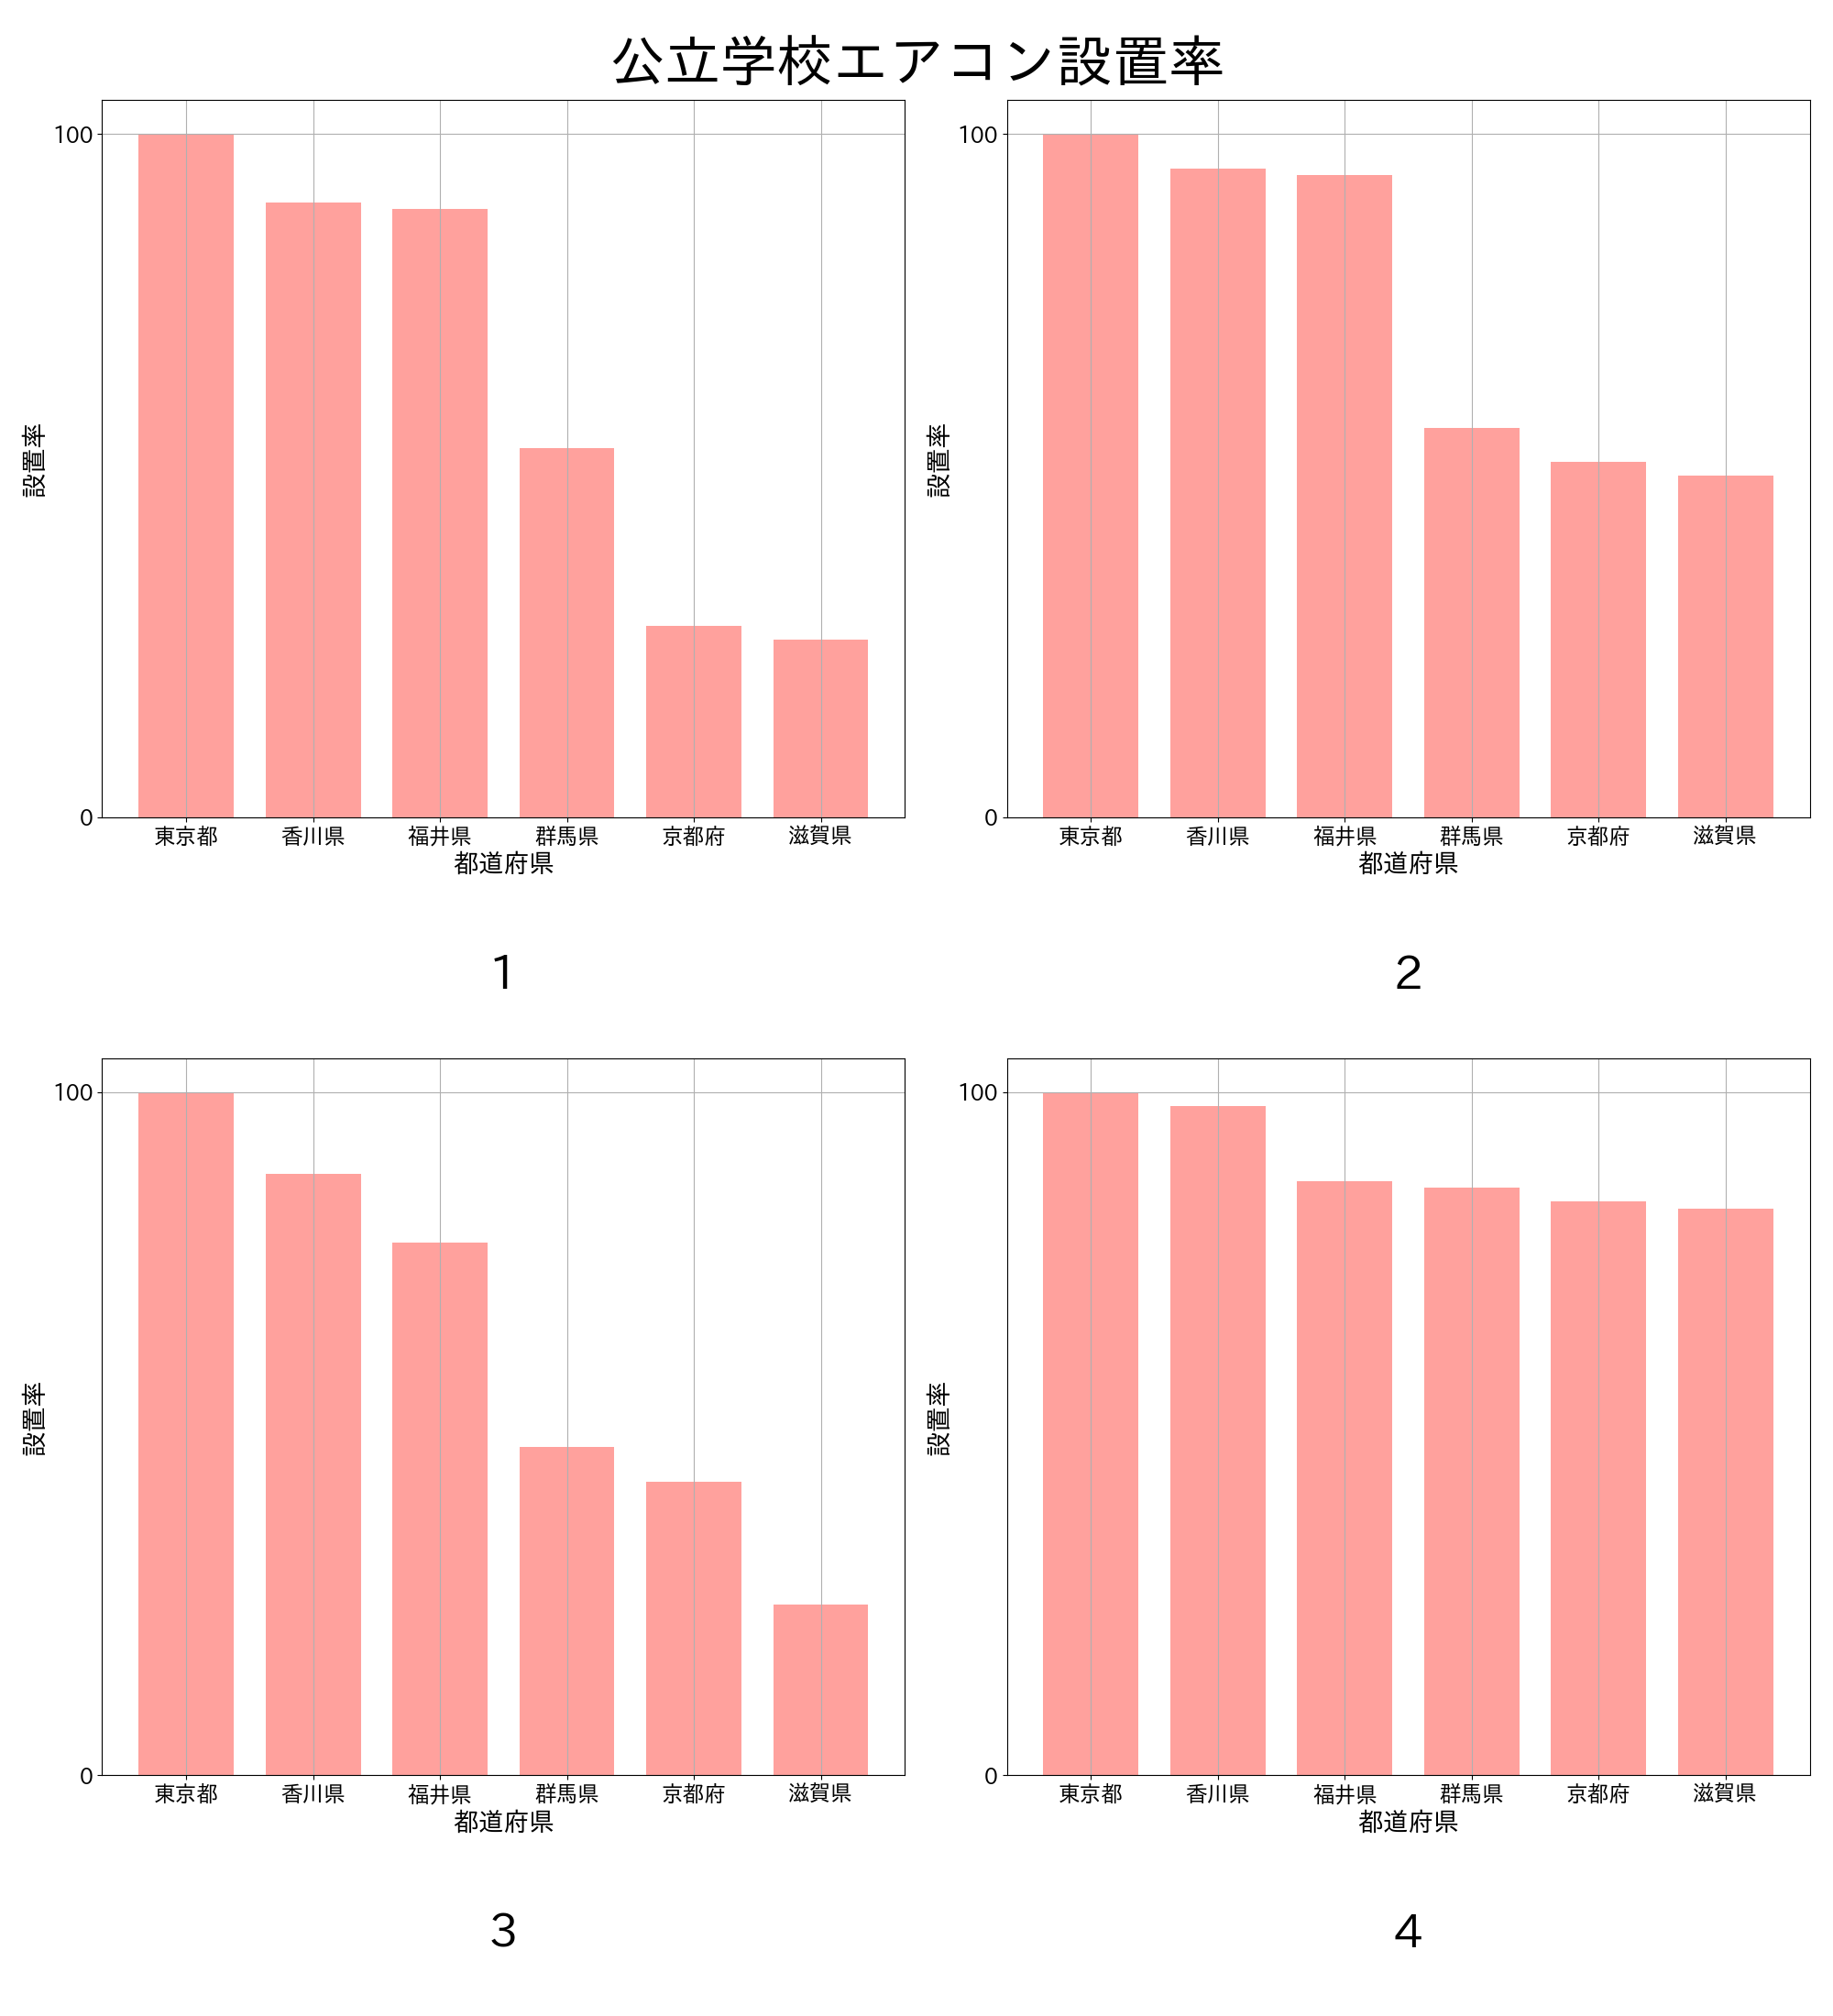 公立学校エアコン設置率
100
設置率
0
東京都 香川県 福井県 群馬県 京都府 滋賀県
都道府県
1
100
設置率
0
東京都 香川県 福井県 群馬県 京都府 滋賀県
都道府県
2
100
設置率
0
東京都 香川県 福井県 群馬県 京都府 滋賀県
都道府県
3
100
設置率
0
東京都 香川県 福井県 群馬県 京都府 滋賀県
都道府県
4